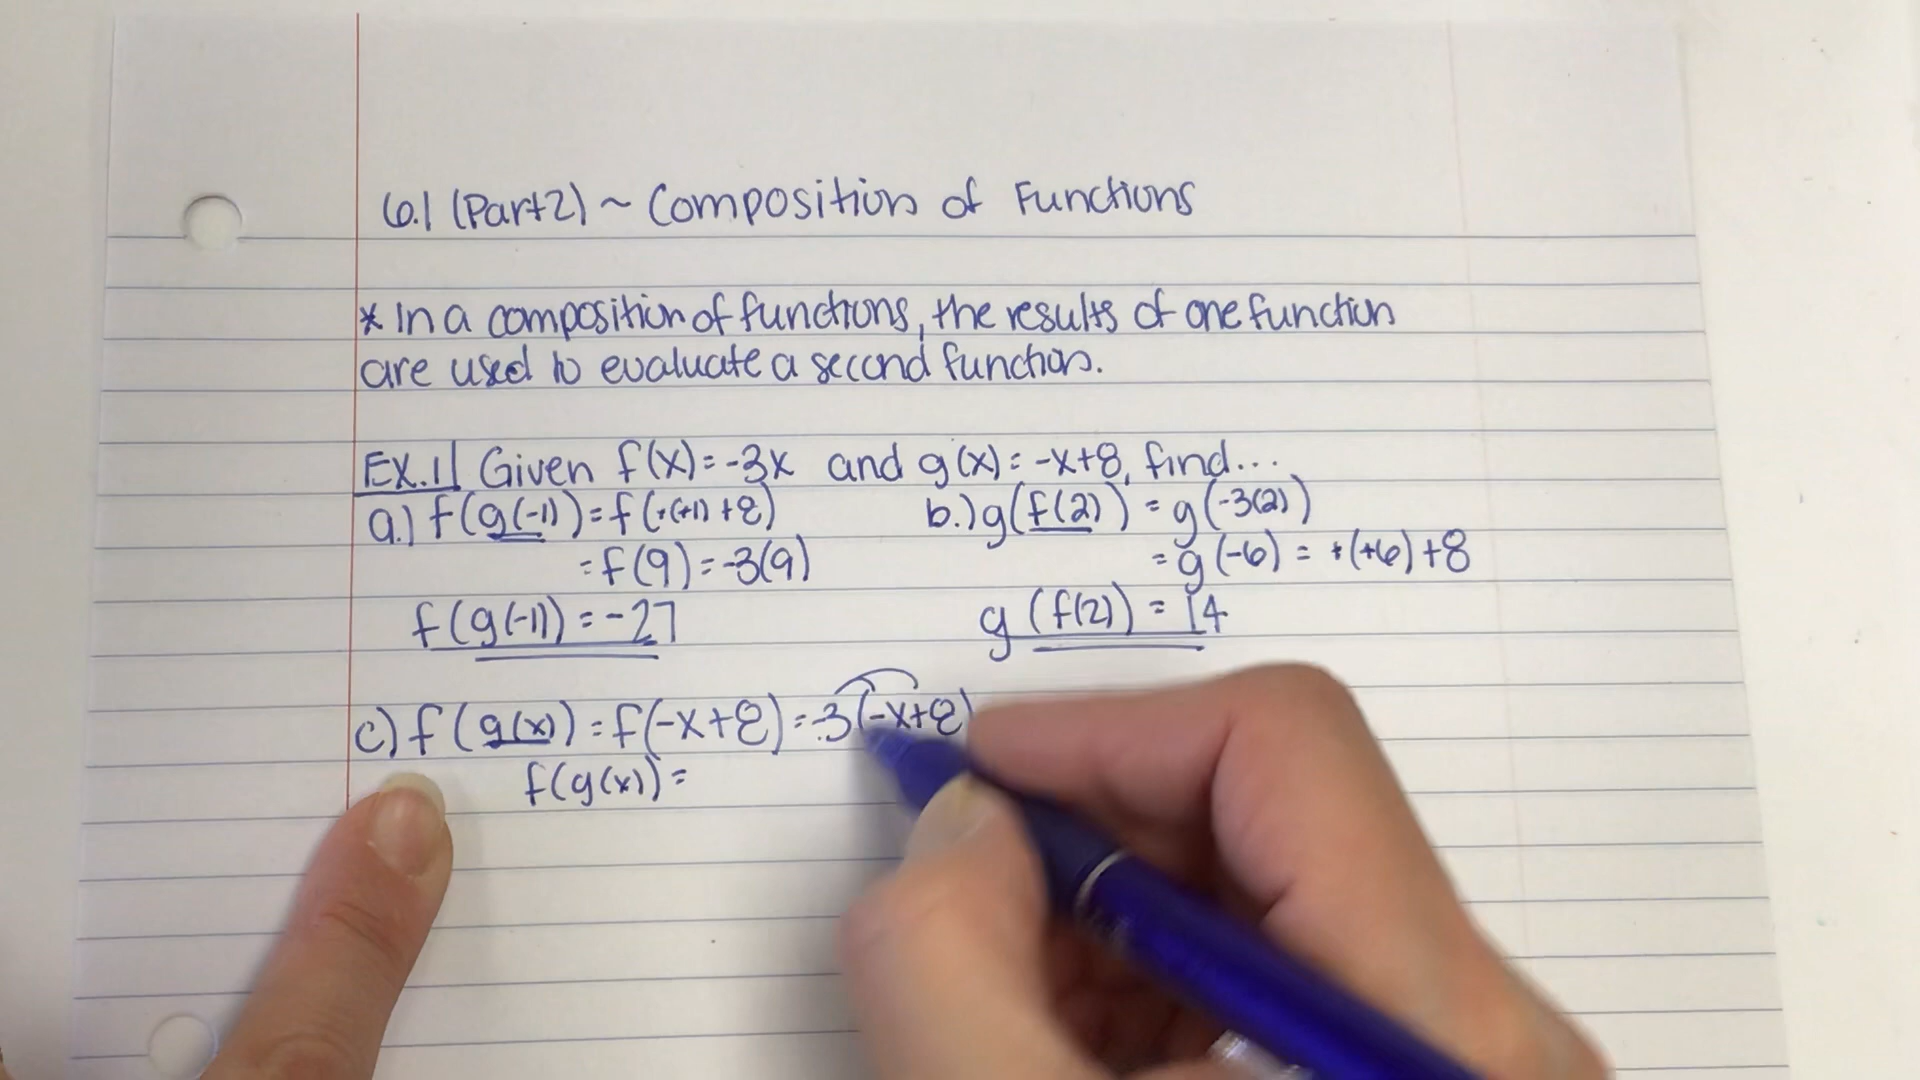 6.1 (Part 2) ~ Composition of Functions
* In a composition of functions, the results of one function
are used to evaluate a second function.
EX.1 Given f(x) = -3x and g(x) = -x+8, find...
a.) f(g(-1)) = f(+(+1) +8)
= f(9) = -3(9)
f(g(-1)) = -27
b.) g(f(2)) = g(-3(2))
= g(-6) = +(+6)+8
g(f(2)) = 14
c) f(g(x)) = f(-x+8) = -3(-x+8)
f(g(x)) =